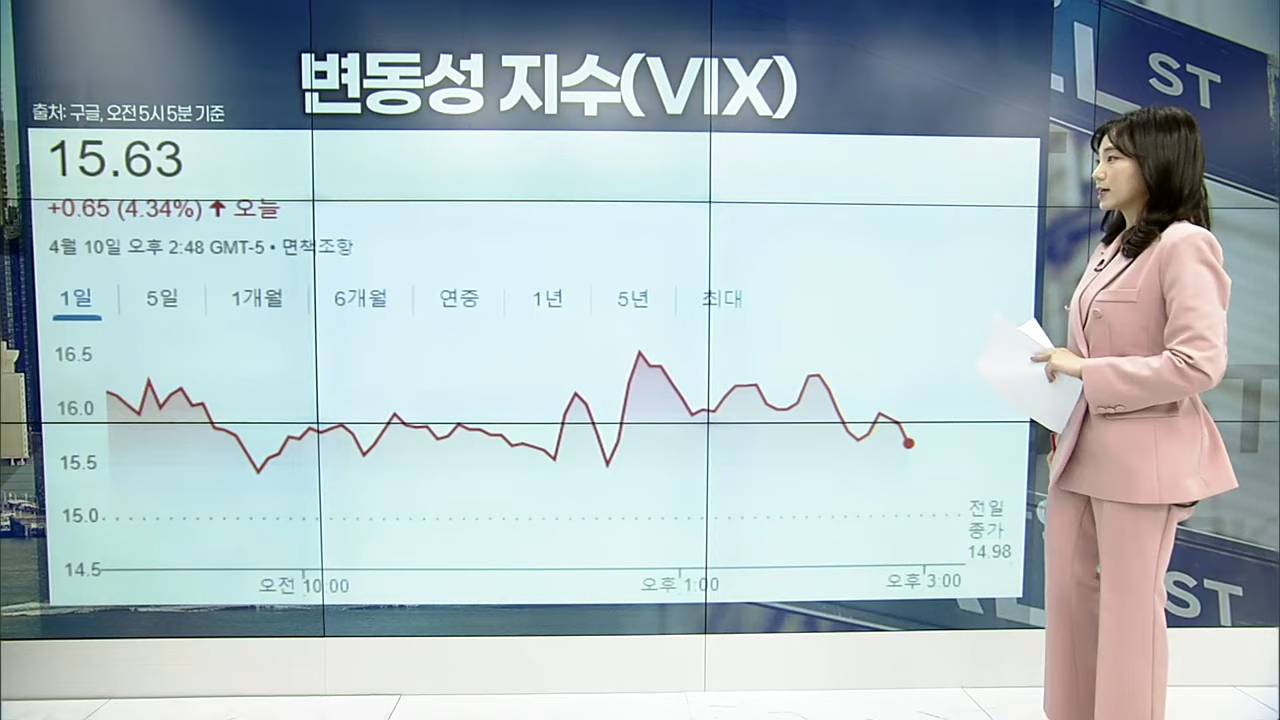 변동성 지수(VIX)
출처: 구글, 오전 5시 5분 기준
15.63
+0.65 (4.34%) ↑ 오늘
4월 10일 오후 2:48 GMT-5 • 면책조항
1일 5일 1개월 6개월 연중 1년 5년 최대
16.5
16.0
15.5
15.0
14.5
전일
종가
14.98
오전 10:00 오후 1:00 오후 3:00
ST
ST